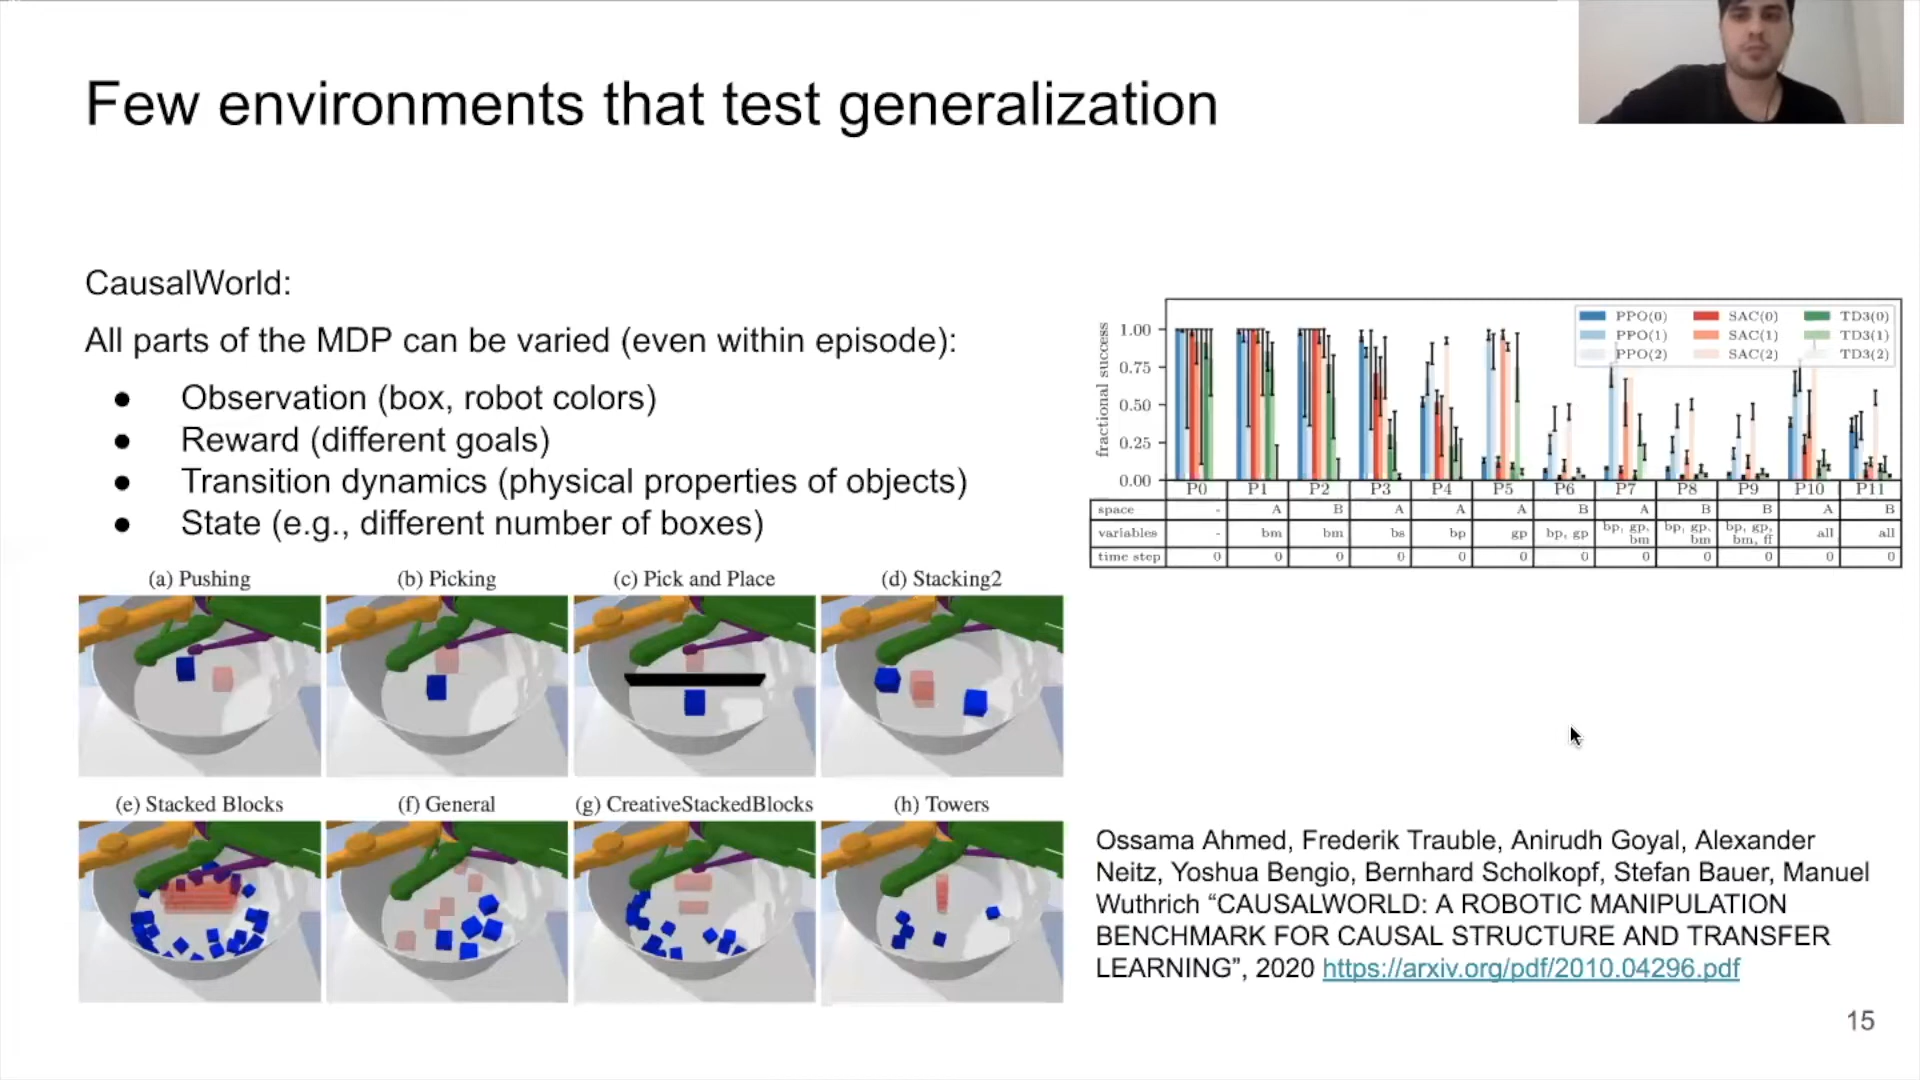 Few environments that test generalization
CausalWorld:
All parts of the MDP can be varied (even within episode):
● Observation (box, robot colors)
● Reward (different goals)
● Transition dynamics (physical properties of objects)
● State (e.g., different number of boxes)
(a) Pushing (b) Picking (c) Pick and Place (d) Stacking2
(e) Stacked Blocks (f) General (g) CreativeStackedBlocks (h) Towers
fractional success
1.00
0.75
0.50
0.25
0.00
PPO(0) SAC(0) TD3(0)
PPO(1) SAC(1) TD3(1)
PPO(2) SAC(2) TD3(2)
P0 P1 P2 P3 P4 P5 P6 P7 P8 P9 P10 P11
space - A B A A A B A B B A B
variables - bm bm bs bp gp bp, gp bp, gp, bm bp, gp, bm bp, gp, bm, ff all all
time step 0 0 0 0 0 0 0 0 0 0 0 0
Ossama Ahmed, Frederik Trauble, Anirudh Goyal, Alexander
Neitz, Yoshua Bengio, Bernhard Scholkopf, Stefan Bauer, Manuel
Wuthrich “CAUSALWORLD: A ROBOTIC MANIPULATION
BENCHMARK FOR CAUSAL STRUCTURE AND TRANSFER
LEARNING”, 2020 https://arxiv.org/pdf/2010.04296.pdf
15